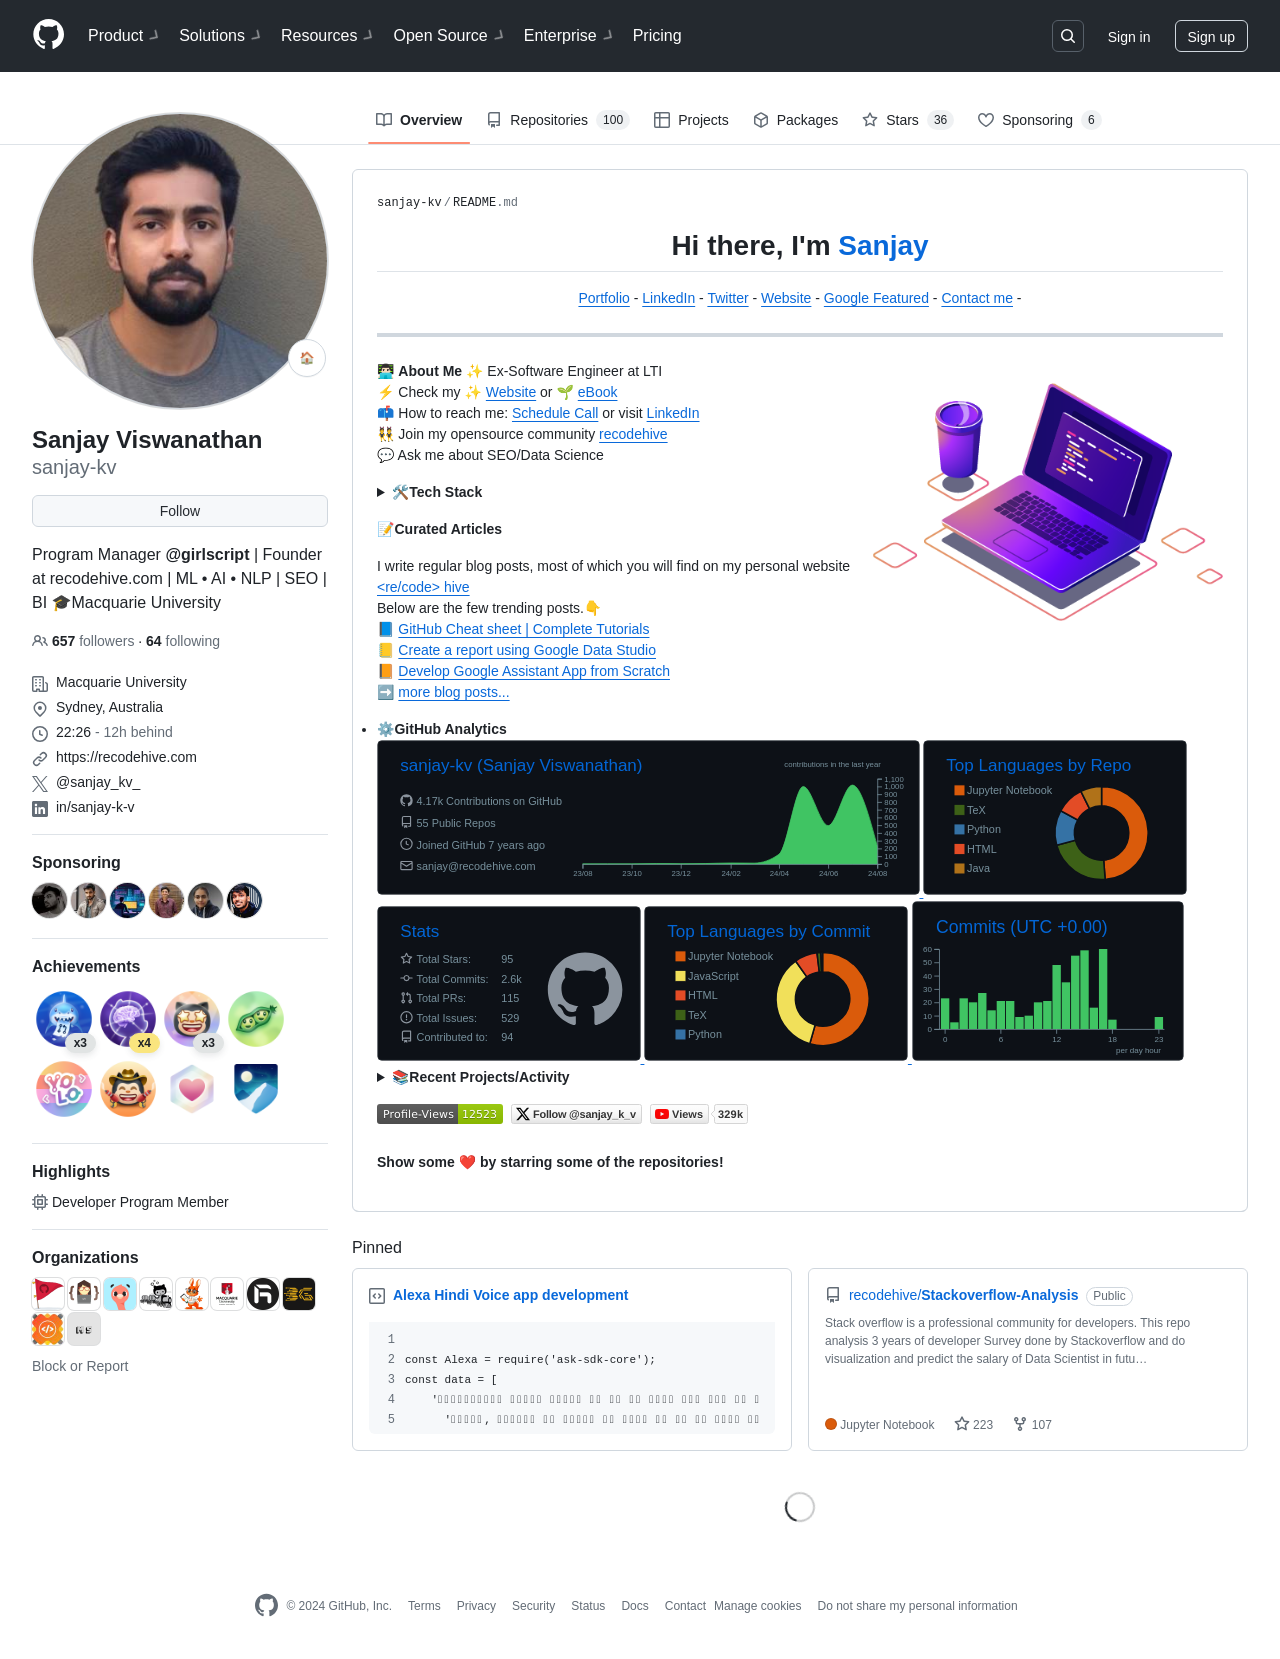 Product
Solutions
Resources
Open Source
Enterprise
Pricing
Sign in
Sign up
Overview
Repositories 100
Projects
Packages
Stars 36
Sponsoring 6
Sanjay Viswanathan
sanjay-kv
Follow
Program Manager @girlscript | Founder
at recodehive.com | ML • AI • NLP | SEO |
BI 🎓Macquarie University
657 followers · 64 following
Macquarie University
Sydney, Australia
22:26 - 12h behind
https://recodehive.com
@sanjay_kv_
in/sanjay-k-v
Sponsoring
Achievements
x3
x4
x3
YOLO
Highlights
Developer Program Member
Organizations
Block or Report
sanjay-kv/README.md
Hi there, I'm Sanjay
Portfolio - LinkedIn - Twitter - Website - Google Featured - Contact me -
👨🏻‍💻 About Me ✨ Ex-Software Engineer at LTI
⚡ Check my ✨ Website or 🌱 eBook
📫 How to reach me: Schedule Call or visit LinkedIn
👯 Join my opensource community recodehive
💬 Ask me about SEO/Data Science
🛠️Tech Stack
📝Curated Articles
I write regular blog posts, most of which you will find on my personal website
<re/code> hive
Below are the few trending posts.👇
📘 GitHub Cheat sheet | Complete Tutorials
📒 Create a report using Google Data Studio
📙 Develop Google Assistant App from Scratch
➡️ more blog posts...
⚙️GitHub Analytics
sanjay-kv (Sanjay Viswanathan)
contributions in the last year
4.17k Contributions on GitHub
55 Public Repos
Joined GitHub 7 years ago
sanjay@recodehive.com
1,100
1,000
900
800
700
600
500
400
300
200
100
0
23/08 23/10 23/12 24/02 24/04 24/06 24/08
Top Languages by Repo
Jupyter Notebook
TeX
Python
HTML
Java
Stats
Total Stars: 95
Total Commits: 2.6k
Total PRs: 115
Total Issues: 529
Contributed to: 94
Top Languages by Commit
Jupyter Notebook
JavaScript
HTML
TeX
Python
Commits (UTC +0.00)
60
50
40
30
20
10
0
0 6 12 18 23
per day hour
📚Recent Projects/Activity
Profile-Views 12523
Follow @sanjay_k_v
Views 329k
Show some ❤️ by starring some of the repositories!
Pinned
Alexa Hindi Voice app development
1
2 const Alexa = require('ask-sdk-core');
3 const data = [
4 '
5 ',
recodehive/Stackoverflow-Analysis Public
Stack overflow is a professional community for developers. This repo
analysis 3 years of developer Survey done by Stackoverflow and do
visualization and predict the salary of Data Scientist in futu…
Jupyter Notebook 223 107
© 2024 GitHub, Inc.
Terms
Privacy
Security
Status
Docs
Contact
Manage cookies
Do not share my personal information